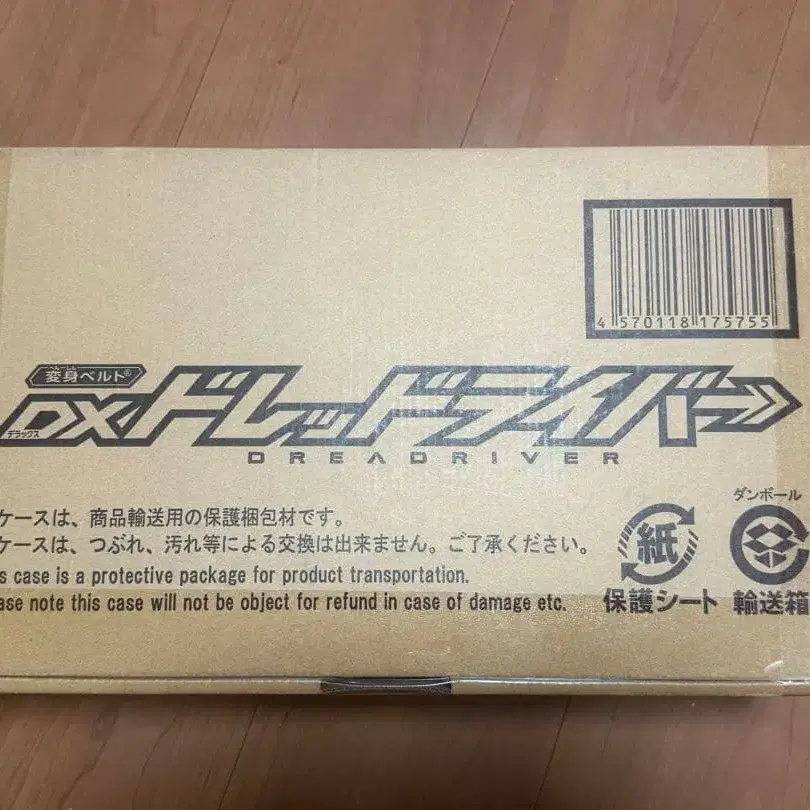 4 570118 175755
変身ベルト®
DXドレッドライバー
デラックス
DREADRIVER
ケースは、商品輸送用の保護梱包材です。
ケースは、つぶれ、汚れ等による交換は出来ません。ご了承ください。
s case is a protective package for product transportation.
ase note this case will not be object for refund in case of damage etc.
紙
保護シート
ダンボール
輸送箱